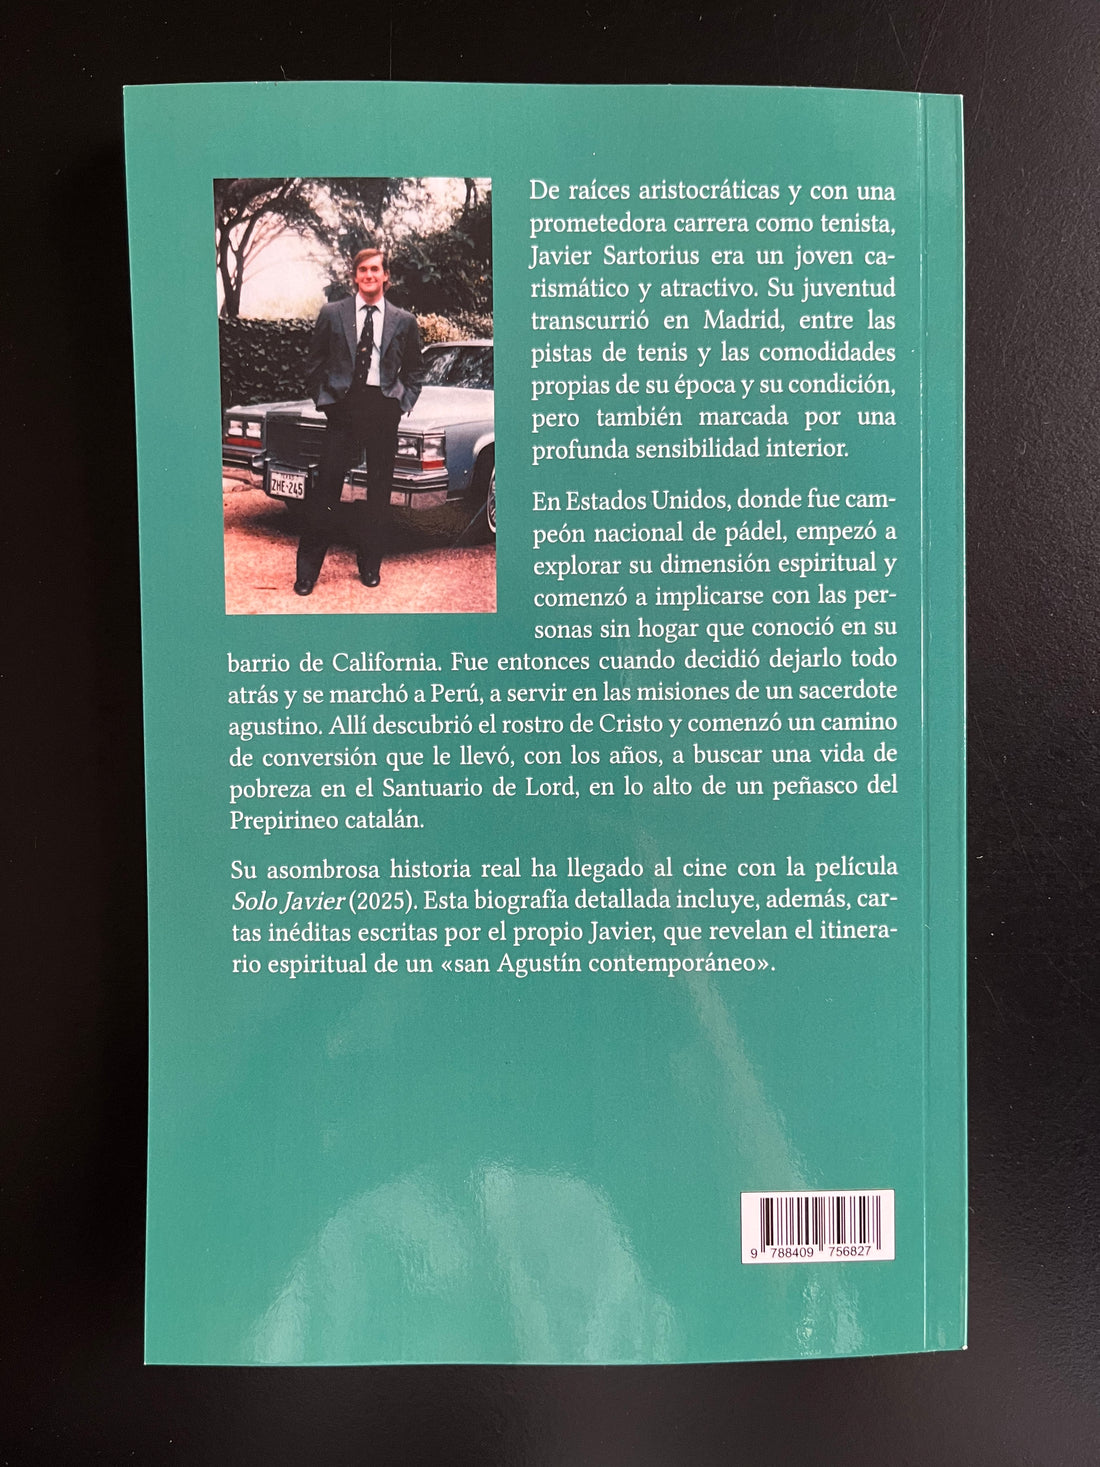 De raíces aristocráticas y con una
prometedora carrera como tenista,
Javier Sartorius era un joven ca-
rismático y atractivo. Su juventud
transcurrió en Madrid, entre las
pistas de tenis y las comodidades
propias de su época y su condición,
pero también marcada por una
profunda sensibilidad interior.
En Estados Unidos, donde fue cam-
peón nacional de pádel, empezó a
explorar su dimensión espiritual y
comenzó a implicarse con las per-
sonas sin hogar que conoció en su
barrio de California. Fue entonces cuando decidió dejarlo todo
atrás y se marchó a Perú, a servir en las misiones de un sacerdote
agustino. Allí descubrió el rostro de Cristo y comenzó un camino
de conversión que le llevó, con los años, a buscar una vida de
pobreza en el Santuario de Lord, en lo alto de un peñasco del
Prepirineo catalán.
Su asombrosa historia real ha llegado al cine con la película
Solo Javier (2025). Esta biografía detallada incluye, además, car-
tas inéditas escritas por el propio Javier, que revelan el itinera-
rio espiritual de un «san Agustín contemporáneo».
TEXAS
ZHE-245
9 788409 756827